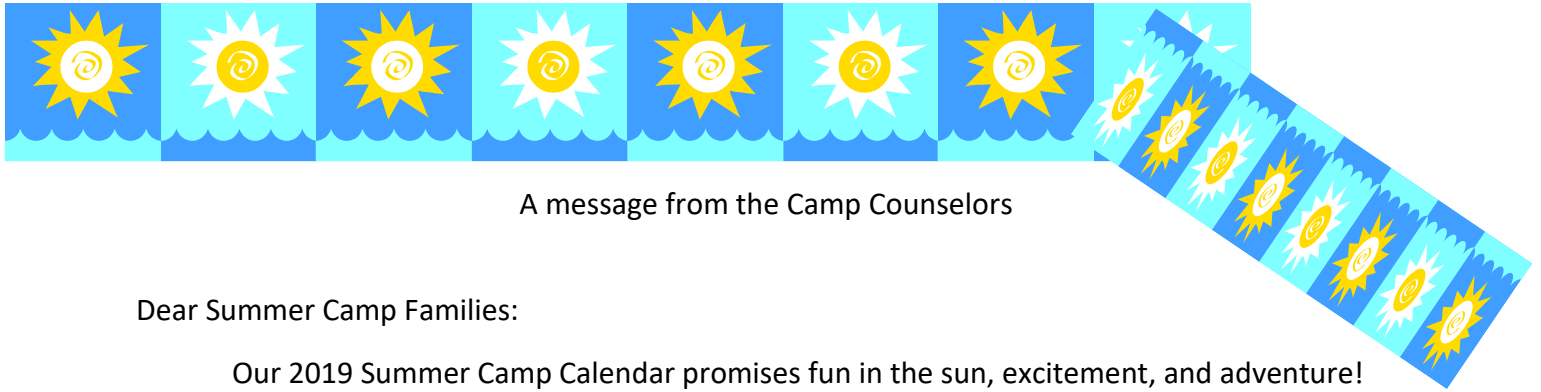 A message from the Camp Counselors
Dear Summer Camp Families:
Our 2019 Summer Camp Calendar promises fun in the sun, excitement, and adventure!